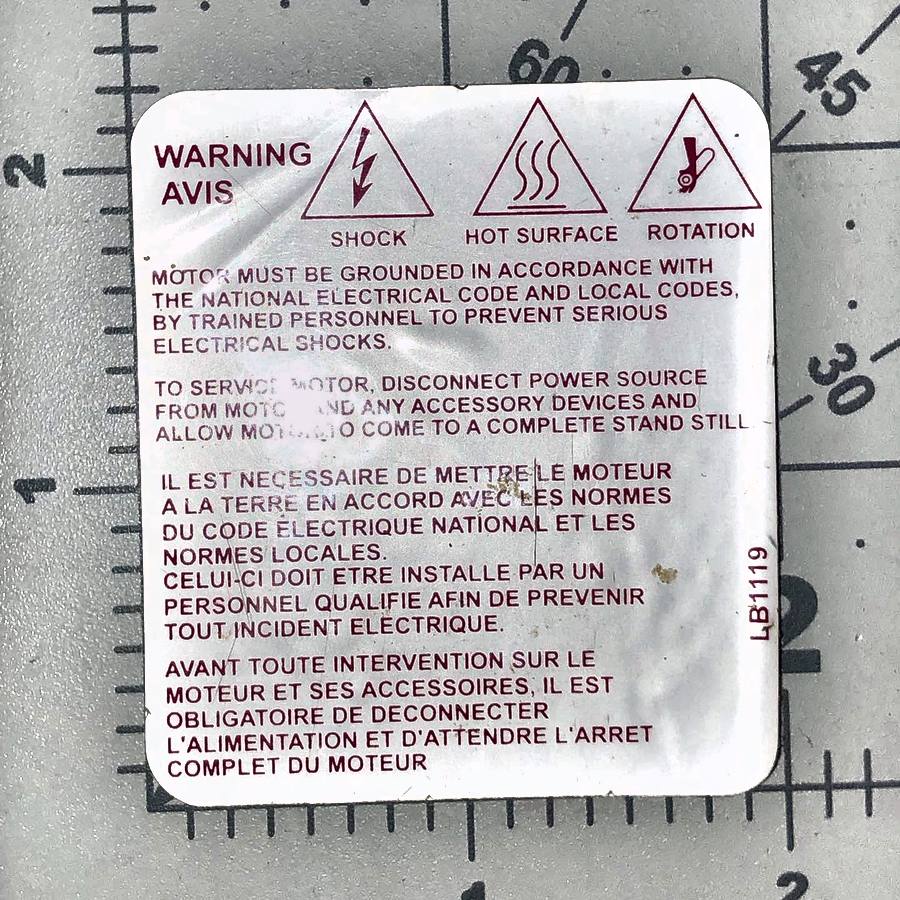 60
45
2
WARNING
AVIS
SHOCK HOT SURFACE ROTATION
MOTOR MUST BE GROUNDED IN ACCORDANCE WITH
THE NATIONAL ELECTRICAL CODE AND LOCAL CODES,
BY TRAINED PERSONNEL TO PREVENT SERIOUS
ELECTRICAL SHOCKS.
30
TO SERVICE MOTOR, DISCONNECT POWER SOURCE
FROM MOTOR AND ANY ACCESSORY DEVICES AND
ALLOW MOTOR TO COME TO A COMPLETE STAND STILL
1
IL EST NECESSAIRE DE METTRE LE MOTEUR
A LA TERRE EN ACCORD AVEC LES NORMES
DU CODE ÉLECTRIQUE NATIONAL ET LES
NORMES LOCALES.
CELUI-CI DOIT ETRE INSTALLE PAR UN
PERSONNEL QUALIFIE AFIN DE PREVENIR
TOUT INCIDENT ELECTRIQUE.
LB1119
2
AVANT TOUTE INTERVENTION SUR LE
MOTEUR ET SES ACCESSOIRES, IL EST
OBLIGATOIRE DE DECONNECTER
L'ALIMENTATION ET D'ATTENDRE L'ARRET
COMPLET DU MOTEUR
1
2